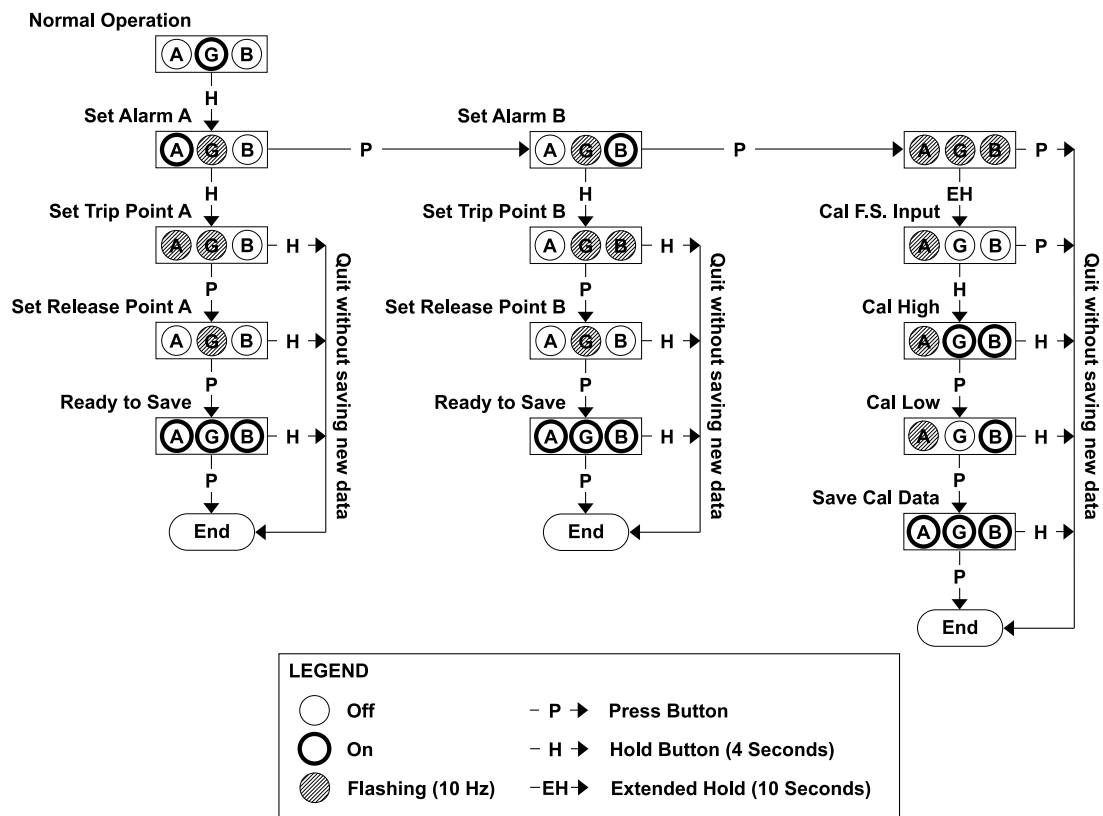 Normal Operation
A G B
H
Set Alarm A
A G B
P
Set Alarm B
A G B
P
A G B
P
H
H
EH
Set Trip Point A
A G B
H
Set Trip Point B
A G B
H
Cal F.S. Input
A G B
P
P
P
H
Set Release Point A
A G B
H
Set Release Point B
A G B
H
Cal High
A G B
H
P
P
P
Ready to Save
A G B
H
Ready to Save
A G B
H
Cal Low
A G B
H
P
P
P
Quit without saving new data
Quit without saving new data
Quit without saving new data
Save Cal Data
A G B
H
End
End
P
End
LEGEND
Off
P Press Button
On
H Hold Button (4 Seconds)
Flashing (10 Hz)
EH Extended Hold (10 Seconds)